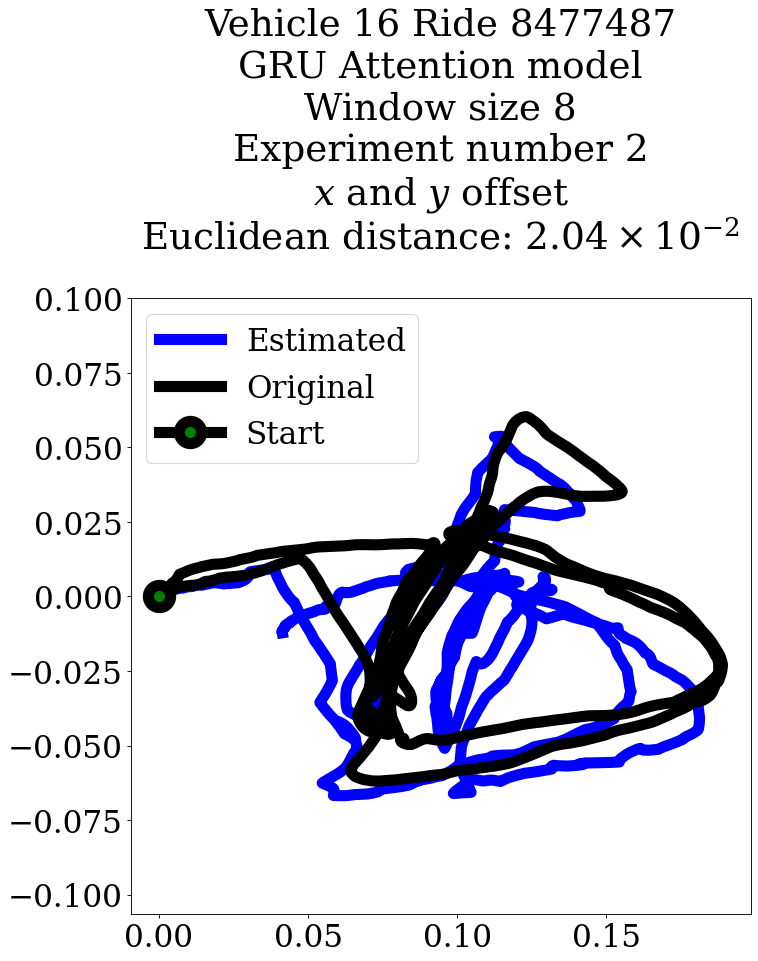 Vehicle 16 Ride 8477487
GRU Attention model
Window size 8
Experiment number 2
x and y offset
Euclidean distance: 2.04 × 10⁻²
0.100
0.075
0.050
0.025
0.000
−0.025
−0.050
−0.075
−0.100
Estimated
Original
Start
0.00 0.05 0.10 0.15